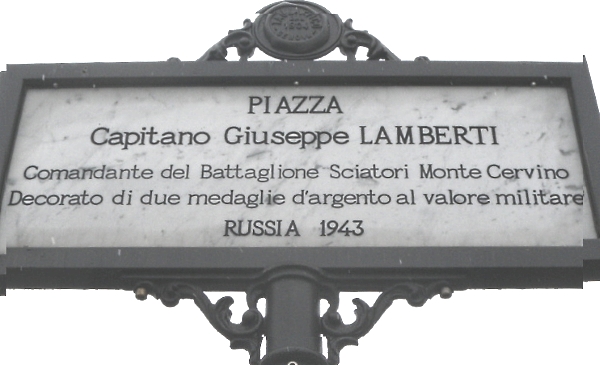 PIAZZA
Capitano Giuseppe LAMBERTI
Comandante del Battaglione Sciatori Monte Cervino
Decorato di due medaglie d'argento al valore militare
RUSSIA 1943